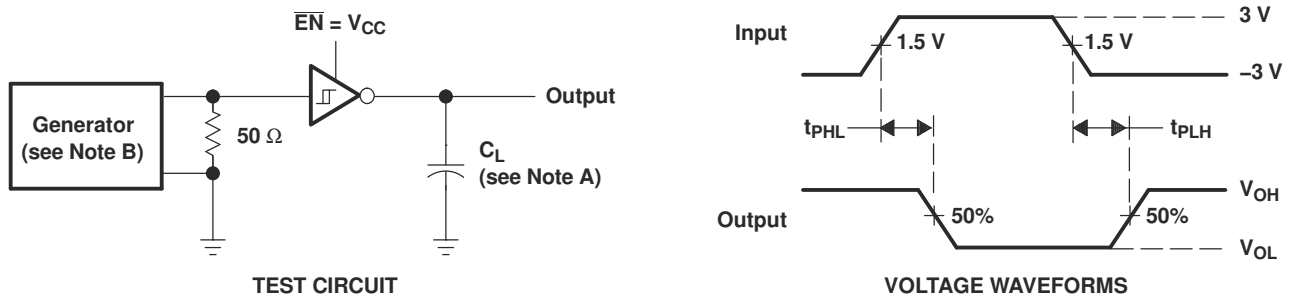 EN = VCC
Generator
(see Note B)
50 Ω
Output
CL
(see Note A)
TEST CIRCUIT
Input
1.5 V
1.5 V
3 V
−3 V
tPHL
tPLH
Output
50%
50%
VOH
VOL
VOLTAGE WAVEFORMS